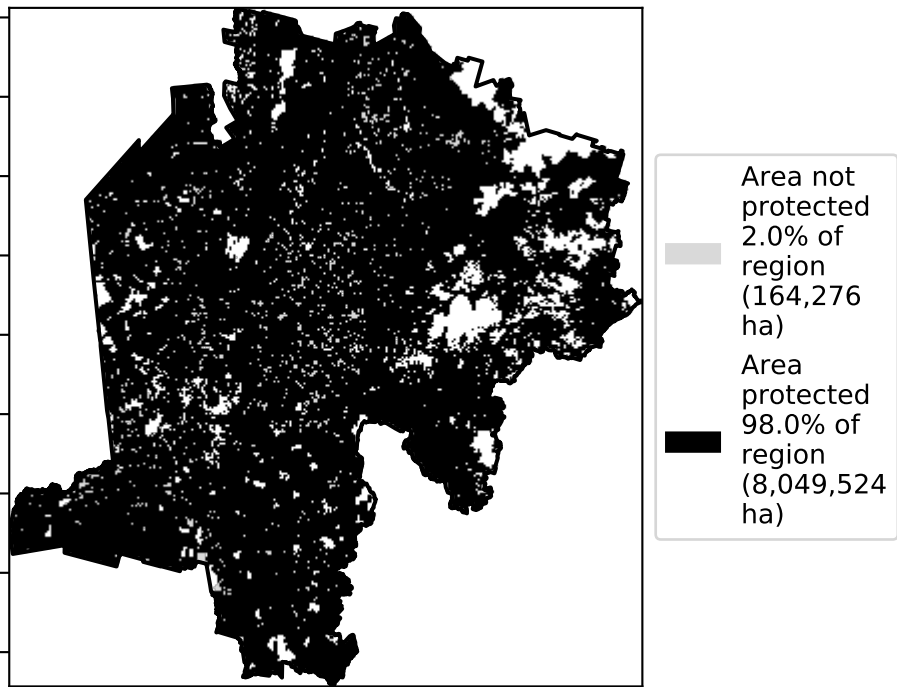 Area not
protected
2.0% of
region
(164,276
ha)
Area
protected
98.0% of
region
(8,049,524
ha)